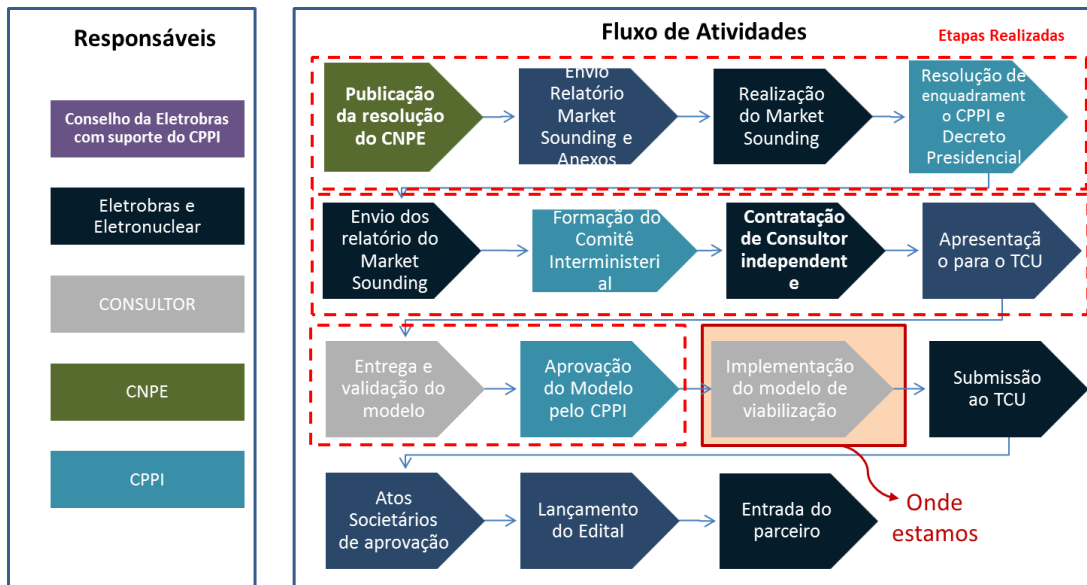 Responsáveis
Conselho da Eletrobras
com suporte do CPPI
Eletrobras e
Eletronuclear
CONSULTOR
CNPE
CPPI
Fluxo de Atividades
Etapas Realizadas
Publicação
da resolução
do CNPE
Envio
Relatório
Market
Sounding e
Anexos
Realização
do Market
Sounding
Resolução de
enquadrament
o CPPI e
Decreto
Presidencial
Envio dos
relatório do
Market
Sounding
Formação do
Comitê
Interministeri
al
Contratação
de Consultor
independent
e
Apresentaçã
o para o TCU
Entrega e
validação do
modelo
Aprovação
do Modelo
pelo CPPI
Implementação
do modelo de
viabilização
Submissão
ao TCU
Atos
Societários
de aprovação
Lançamento
do Edital
Entrada do
parceiro
Onde
estamos